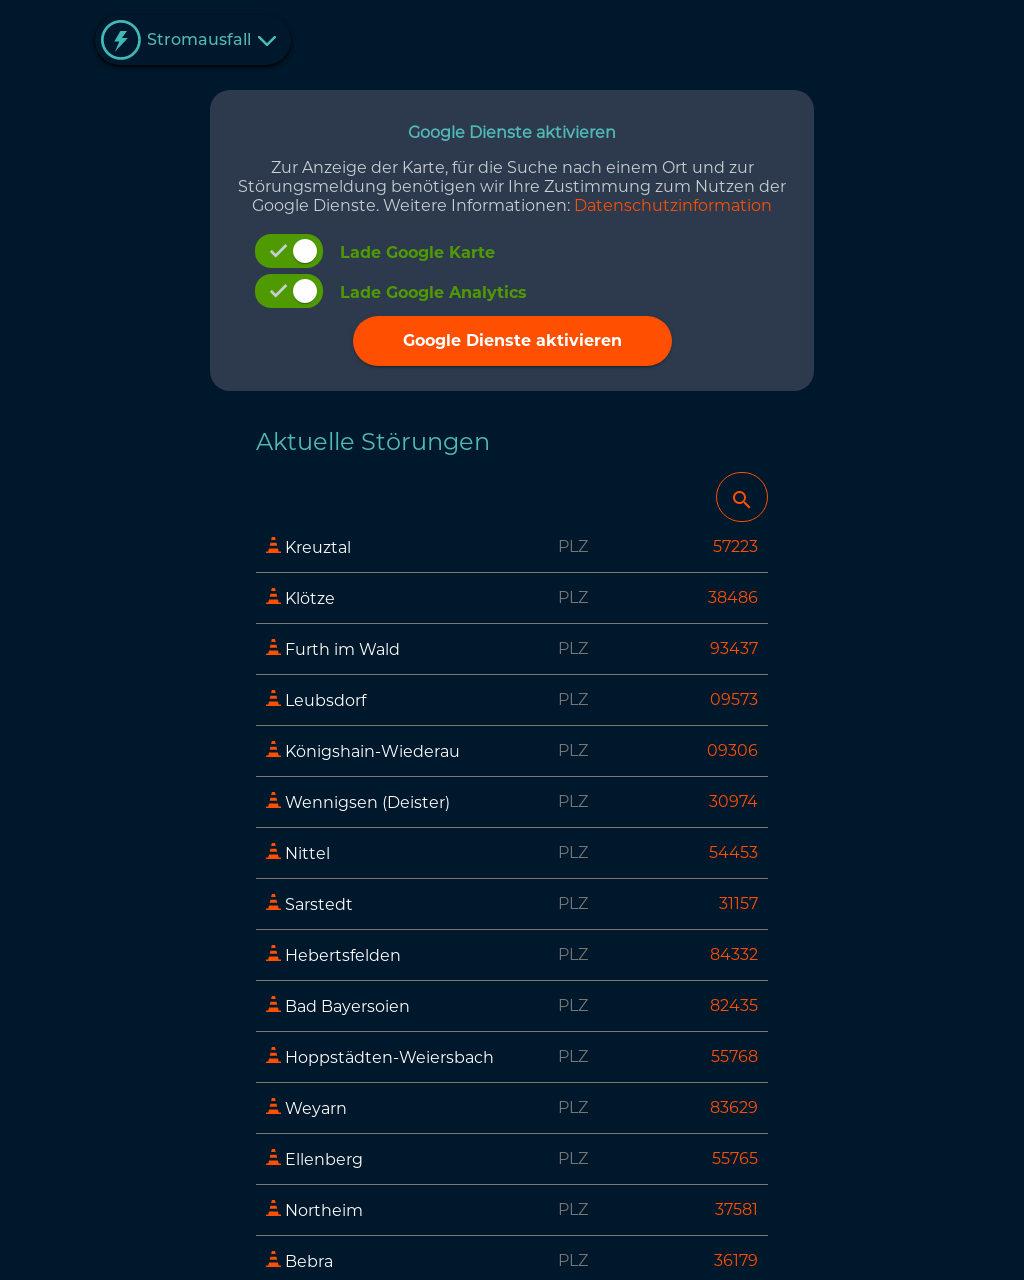 Stromausfall
Google Dienste aktivieren
Zur Anzeige der Karte, für die Suche nach einem Ort und zur
Störungsmeldung benötigen wir Ihre Zustimmung zum Nutzen der
Google Dienste. Weitere Informationen: Datenschutzinformation
Lade Google Karte
Lade Google Analytics
Google Dienste aktivieren
Aktuelle Störungen
Kreuztal PLZ 57223
Klötze PLZ 38486
Furth im Wald PLZ 93437
Leubsdorf PLZ 09573
Königshain-Wiederau PLZ 09306
Wennigsen (Deister) PLZ 30974
Nittel PLZ 54453
Sarstedt PLZ 31157
Hebertsfelden PLZ 84332
Bad Bayersoien PLZ 82435
Hoppstädten-Weiersbach PLZ 55768
Weyarn PLZ 83629
Ellenberg PLZ 55765
Northeim PLZ 37581
Bebra PLZ 36179